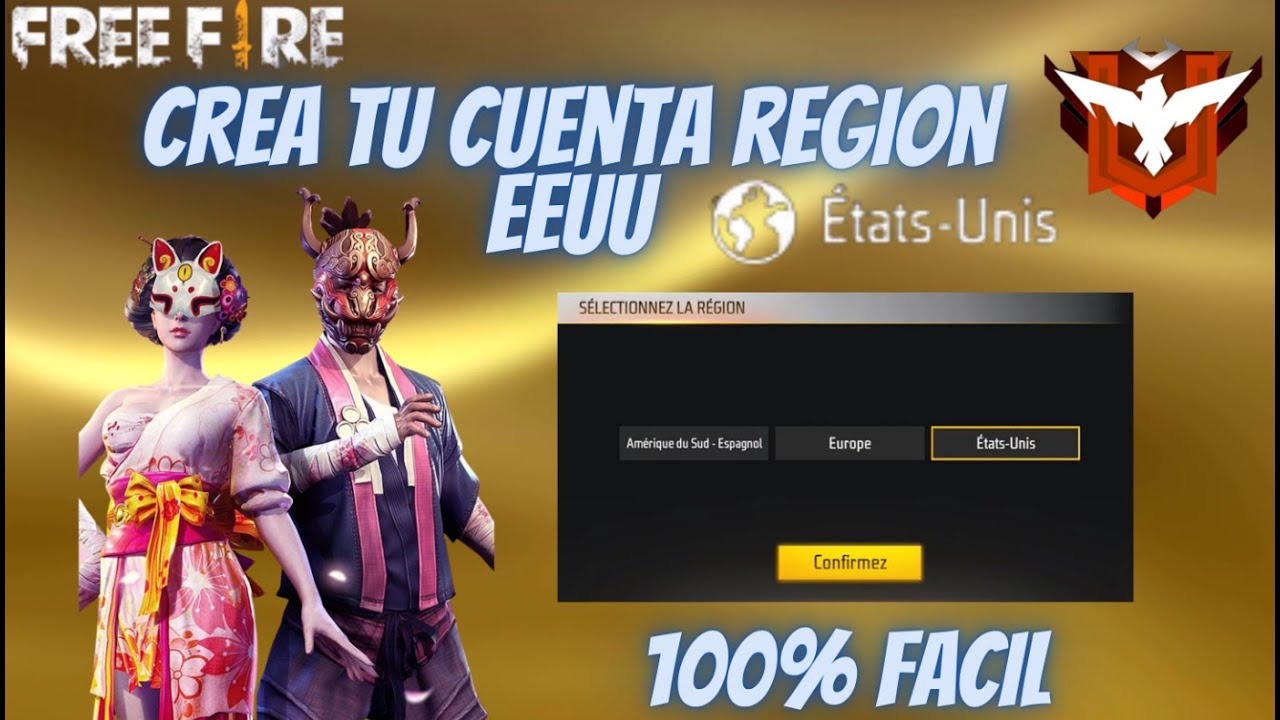 FREE FIRE
CREA TU CUENTA REGION
EEUU
États-Unis
SÉLECTIONNEZ LA RÉGION
Amérique du Sud - Espagnol
Europe
États-Unis
Confirmez
100% FACIL